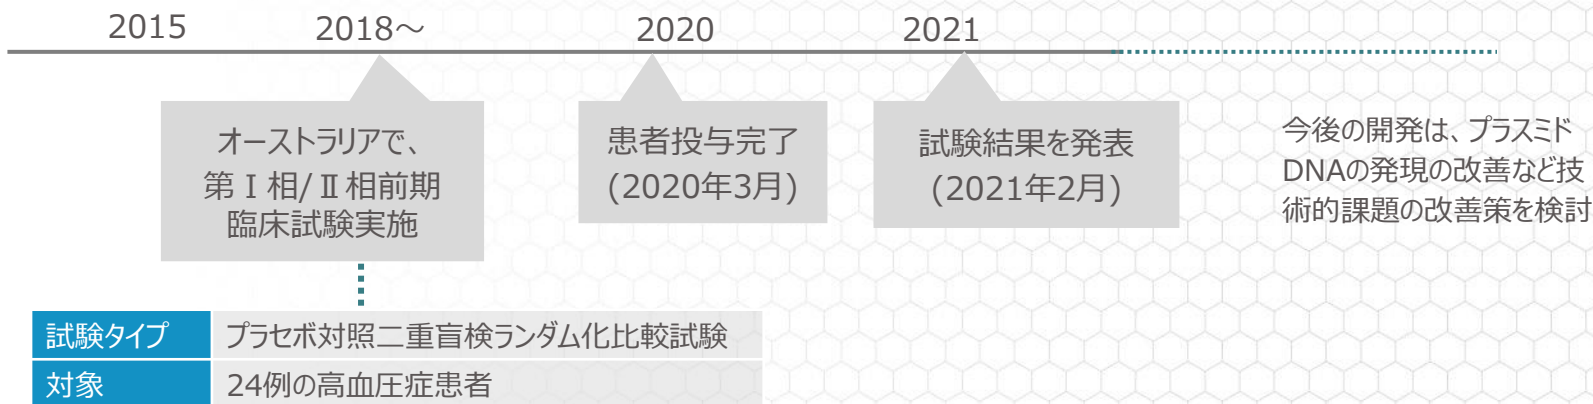 2015 2018～ 2020 2021
オーストラリアで、
第Ⅰ相/Ⅱ相前期
臨床試験実施
患者投与完了
(2020年3月)
試験結果を発表
(2021年2月)
今後の開発は、プラスミド
DNAの発現の改善など技
術的課題の改善策を検討
試験タイプ プラセボ対照二重盲検ランダム化比較試験
対象 24例の高血圧症患者